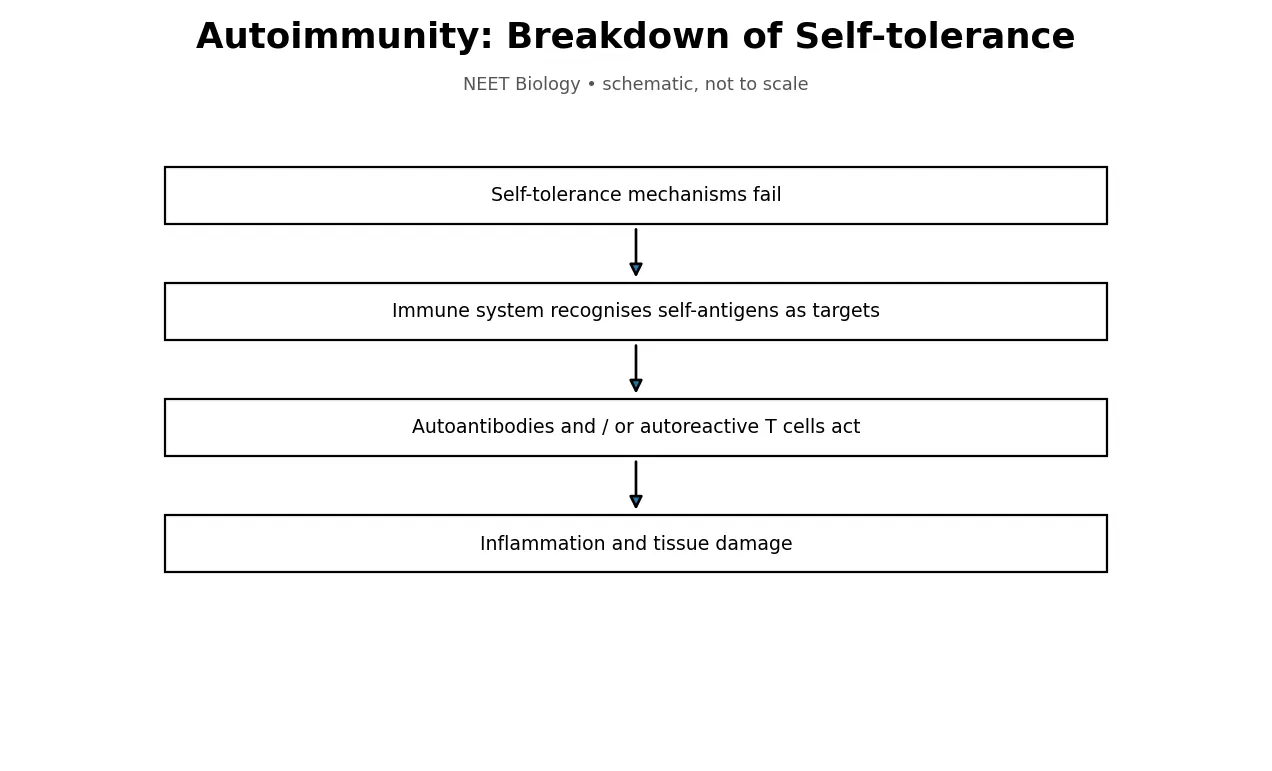 Autoimmunity: Breakdown of Self-tolerance
NEET Biology • schematic, not to scale
Self-tolerance mechanisms fail
Immune system recognises self-antigens as targets
Autoantibodies and / or autoreactive T cells act
Inflammation and tissue damage